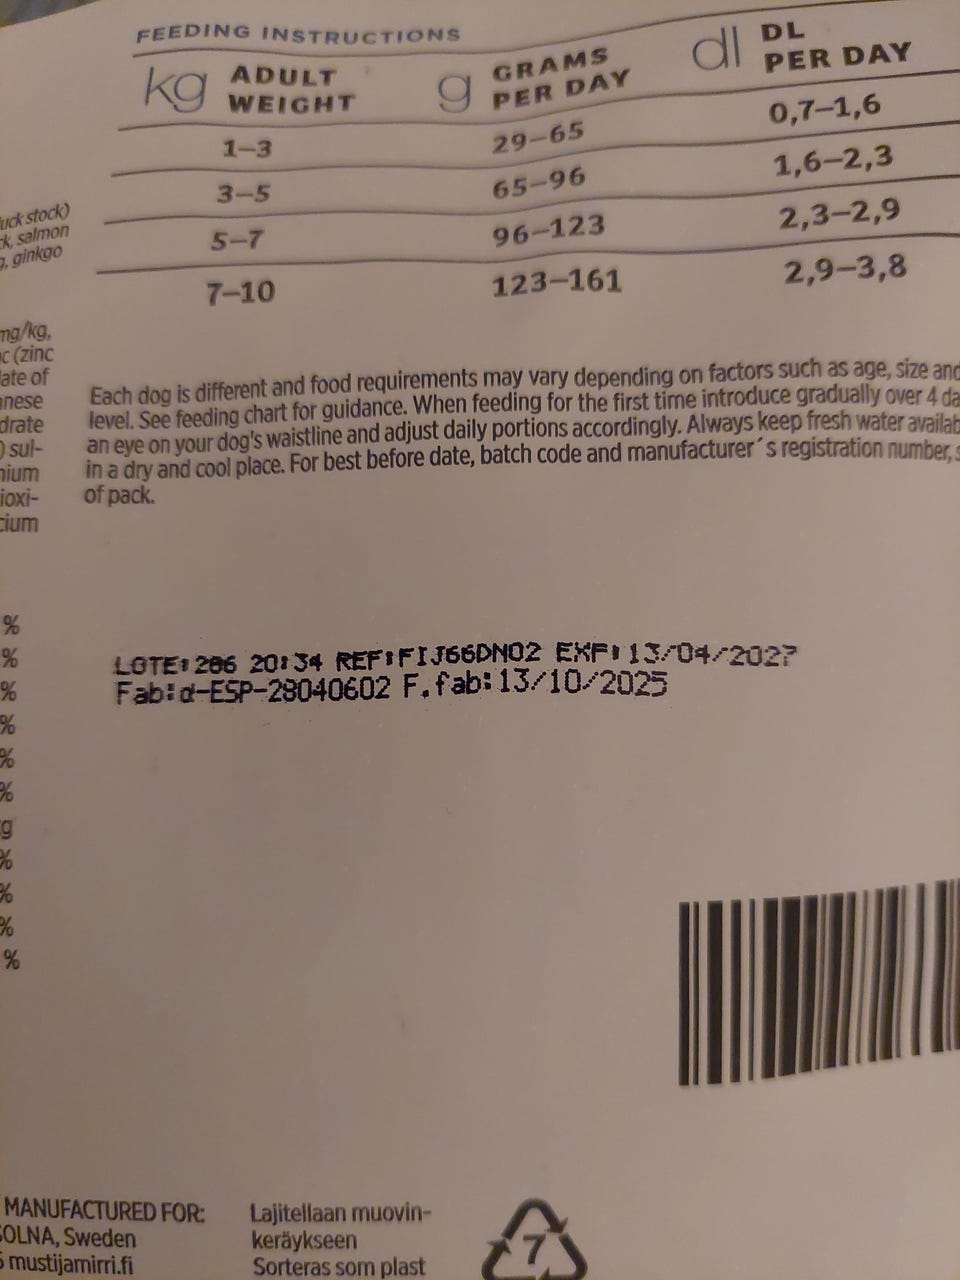 FEEDING INSTRUCTIONS
kg ADULT WEIGHT g GRAMS PER DAY dl DL PER DAY
1–3 29–65 0,7–1,6
3–5 65–96 1,6–2,3
5–7 96–123 2,3–2,9
7–10 123–161 2,9–3,8
uck stock)
k, salmon
ginkgo
mg/kg,
(zinc
ate of
nese
drate
) sul-
nium
ioxi-
cium
Each dog is different and food requirements may vary depending on factors such as age, size and
level. See feeding chart for guidance. When feeding for the first time introduce gradually over 4 da
an eye on your dog's waistline and adjust daily portions accordingly. Always keep fresh water availab
in a dry and cool place. For best before date, batch code and manufacturer´s registration number, s
of pack.
%
%
%
%
%
%
g
%
%
%
%
LOTE: 286 20:34 REF:FIJ66DN02 EXP: 13/04/2027
Fab:α-ESP-28040602 F.fab:13/10/2025
MANUFACTURED FOR:
SOLNA, Sweden
mustijamirri.fi
Lajitellaan muovin-
keräykseen
Sorteras som plast
7